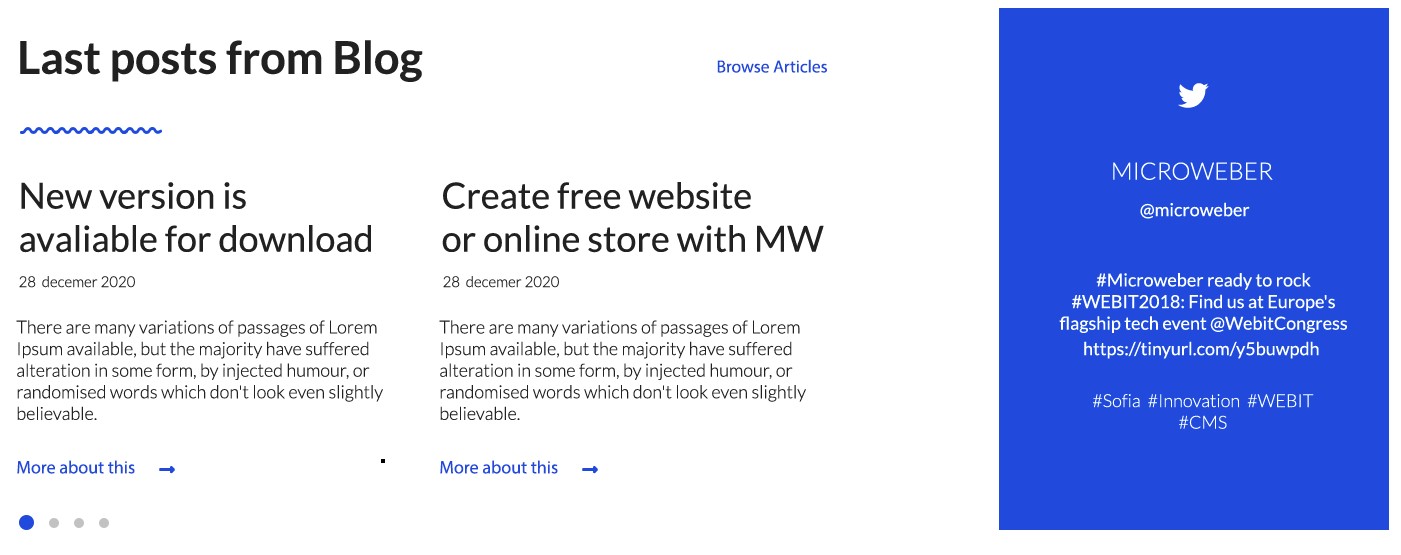 Last posts from Blog
Browse Articles
New version is
avaliable for download
28 decemer 2020
There are many variations of passages of Lorem
Ipsum available, but the majority have suffered
alteration in some form, by injected humour, or
randomised words which don't look even slightly
believable.
More about this
Create free website
or online store with MW
28 decemer 2020
There are many variations of passages of Lorem
Ipsum available, but the majority have suffered
alteration in some form, by injected humour, or
randomised words which don't look even slightly
believable.
More about this
MICROWEBER
@microweber
#Microweber ready to rock
#WEBIT2018: Find us at Europe's
flagship tech event @WebitCongress
https://tinyurl.com/y5buwpdh
#Sofia #Innovation #WEBIT
#CMS